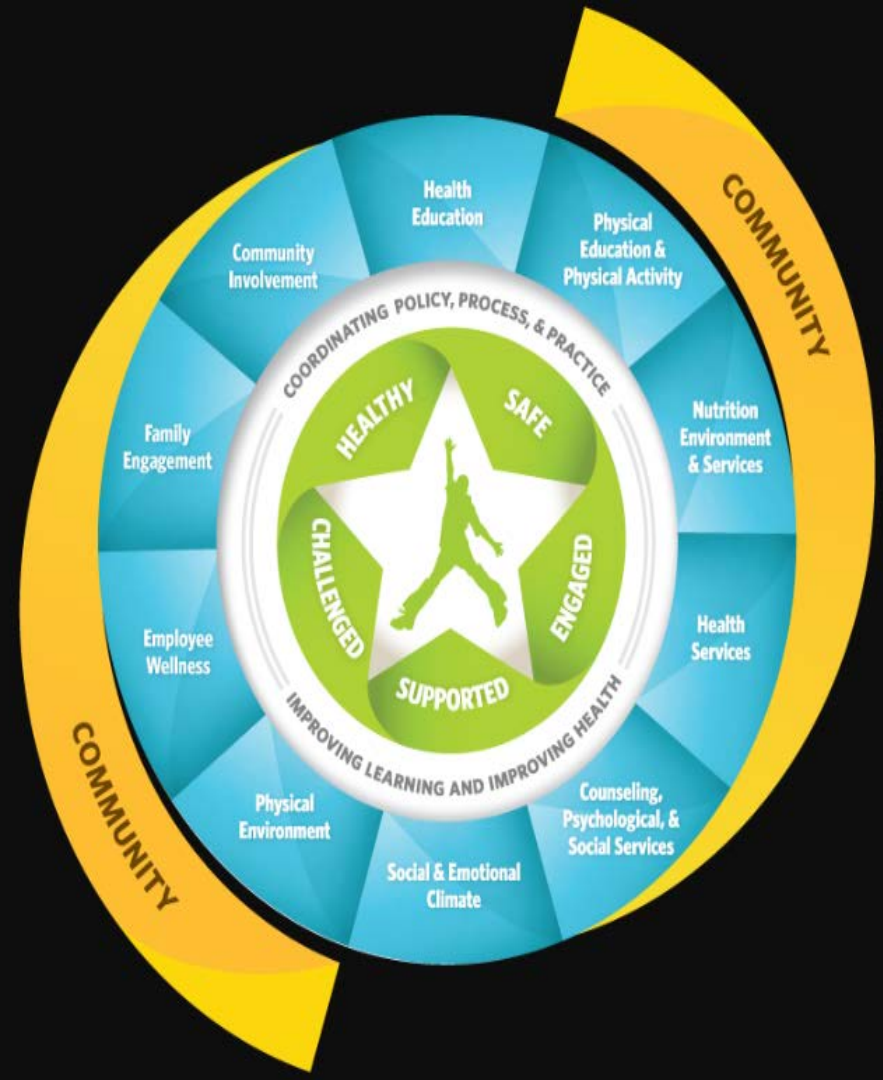 COMMUNITY
Health
Education
Physical
Education &
Physical Activity
Nutrition
Environment
& Services
Health
Services
Counseling,
Psychological, &
Social Services
Social & Emotional
Climate
Physical
Environment
Employee
Wellness
Family
Engagement
Community
Involvement
COORDINATING POLICY, PROCESS, & PRACTICE
IMPROVING LEARNING AND IMPROVING HEALTH
HEALTHY
SAFE
ENGAGED
SUPPORTED
CHALLENGED
COMMUNITY